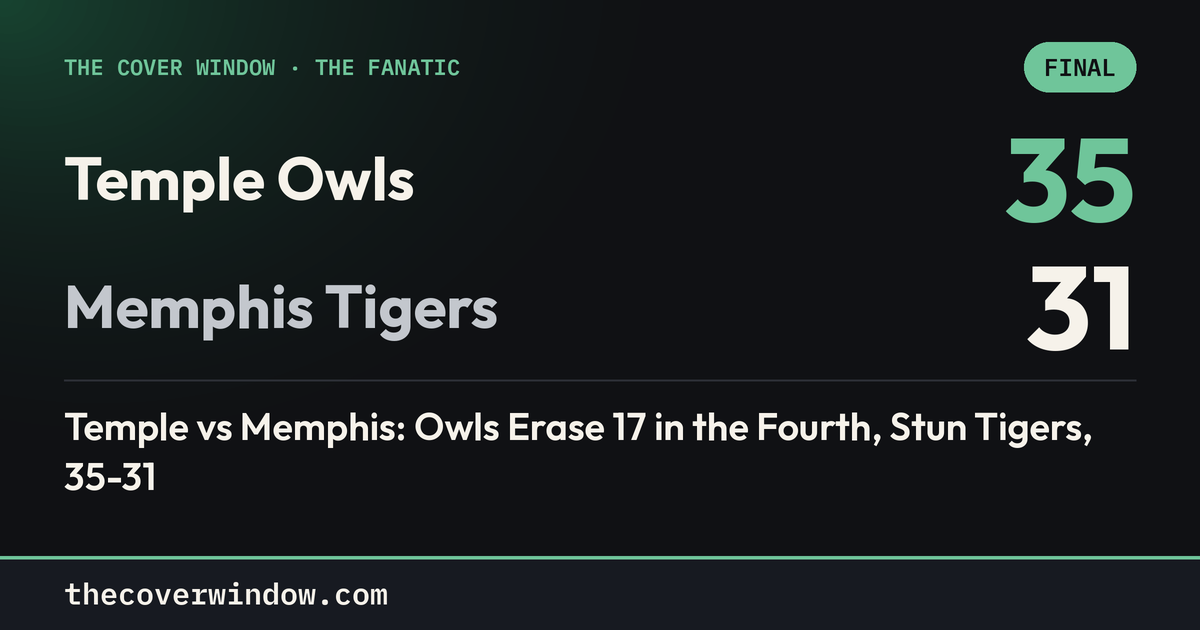 THE COVER WINDOW · THE FANATIC
FINAL
Temple Owls
35
Memphis Tigers
31
Temple vs Memphis: Owls Erase 17 in the Fourth, Stun Tigers,
35-31
thecoverwindow.com